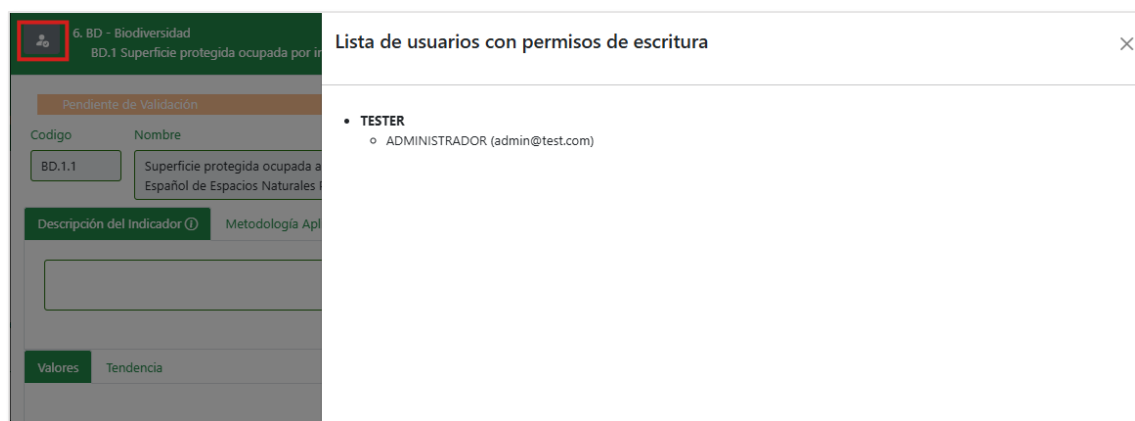 6. BD - Biodiversidad
BD.1 Superficie protegida ocupada por
Lista de usuarios con permisos de escritura
Pendiente de Validación
Codigo
Nombre
BD.1.1
Superficie protegida ocupada a
Español de Espacios Naturales
Descripción del Indicador
Metodología Apl
Valores
Tendencia
• TESTER
ADMINISTRADOR (admin@test.com)